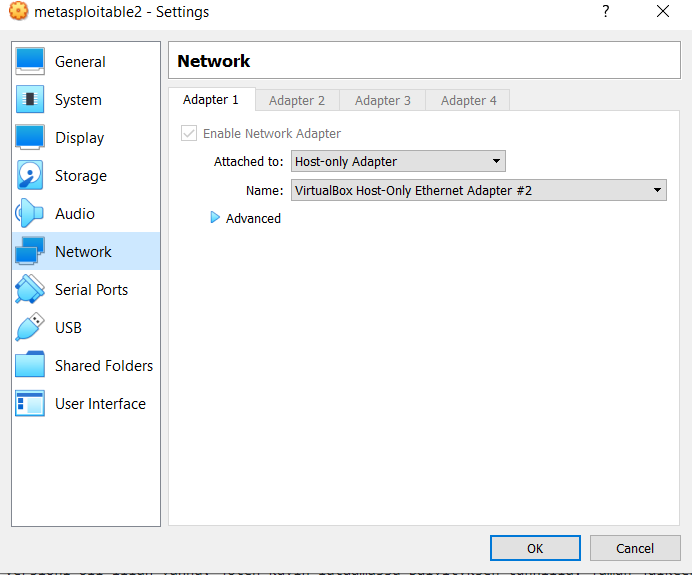 metasploitable2 - Settings
?
General
System
Display
Storage
Audio
Network
Serial Ports
USB
Shared Folders
User Interface
Network
Adapter 1 Adapter 2 Adapter 3 Adapter 4
Enable Network Adapter
Attached to: Host-only Adapter
Name: VirtualBox Host-Only Ethernet Adapter #2
Advanced
OK Cancel